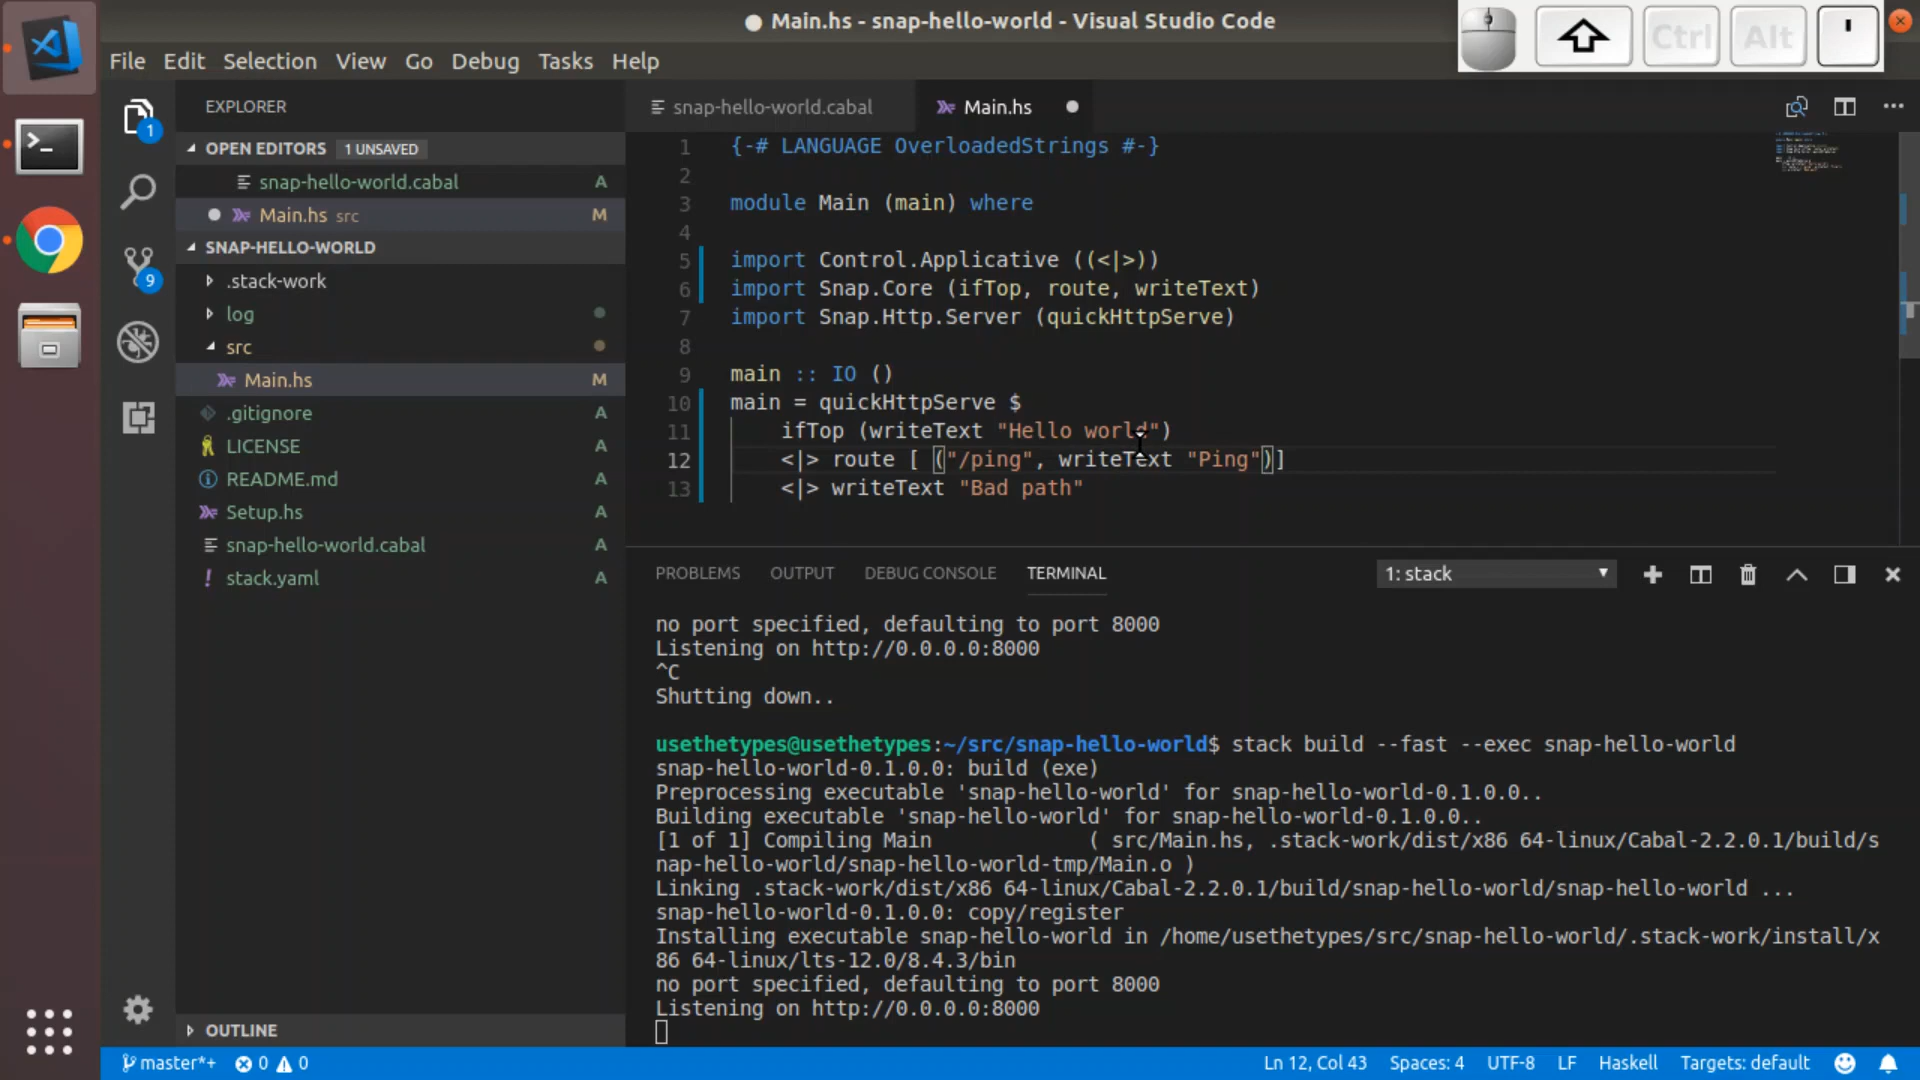 Main.hs - snap-hello-world - Visual Studio Code
Ctrl
Alt
'
File Edit Selection View Go Debug Tasks Help
EXPLORER
OPEN EDITORS 1 UNSAVED
snap-hello-world.cabal A
Main.hs src M
SNAP-HELLO-WORLD
.stack-work
log
src
Main.hs M
.gitignore A
LICENSE A
README.md A
Setup.hs A
snap-hello-world.cabal A
! stack.yaml A
OUTLINE
1
9
snap-hello-world.cabal
Main.hs
1 {-# LANGUAGE OverloadedStrings #-}
2
3 module Main (main) where
4
5 import Control.Applicative ((<|>))
6 import Snap.Core (ifTop, route, writeText)
7 import Snap.Http.Server (quickHttpServe)
8
9 main :: IO ()
10 main = quickHttpServe $
11 ifTop (writeText "Hello world")
12 <|> route [ ("/ping", writeText "Ping")]
13 <|> writeText "Bad path"
PROBLEMS OUTPUT DEBUG CONSOLE TERMINAL
1: stack
no port specified, defaulting to port 8000
Listening on http://0.0.0.0:8000
^C
Shutting down..
usethetypes@usethetypes:~/src/snap-hello-world$ stack build --fast --exec snap-hello-world
snap-hello-world-0.1.0.0: build (exe)
Preprocessing executable 'snap-hello-world' for snap-hello-world-0.1.0.0..
Building executable 'snap-hello-world' for snap-hello-world-0.1.0.0..
[1 of 1] Compiling Main ( src/Main.hs, .stack-work/dist/x86 64-linux/Cabal-2.2.0.1/build/s
nap-hello-world/snap-hello-world-tmp/Main.o )
Linking .stack-work/dist/x86 64-linux/Cabal-2.2.0.1/build/snap-hello-world/snap-hello-world ...
snap-hello-world-0.1.0.0: copy/register
Installing executable snap-hello-world in /home/usethetypes/src/snap-hello-world/.stack-work/install/x
86 64-linux/lts-12.0/8.4.3/bin
no port specified, defaulting to port 8000
Listening on http://0.0.0.0:8000
master*+ 0 0
Ln 12, Col 43 Spaces: 4 UTF-8 LF Haskell Targets: default